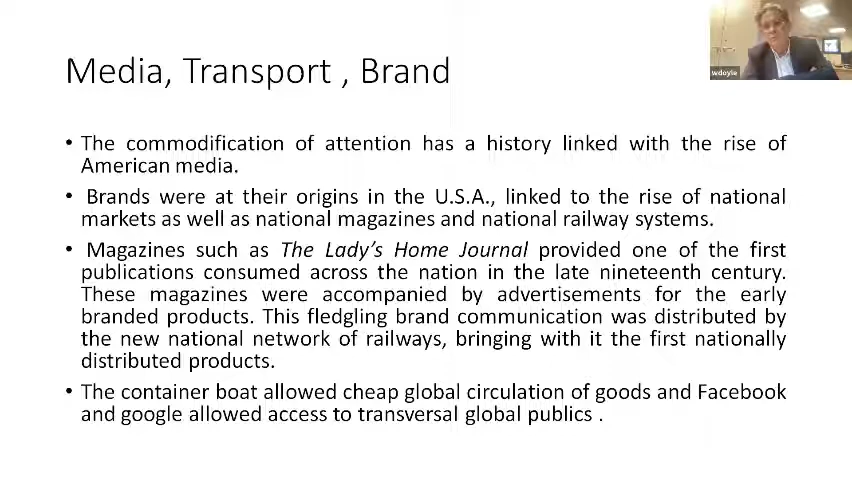 Media, Transport , Brand
wdoyle
• The commodification of attention has a history linked with the rise of
American media.
• Brands were at their origins in the U.S.A., linked to the rise of national
markets as well as national magazines and national railway systems.
• Magazines such as The Lady's Home Journal provided one of the first
publications consumed across the nation in the late nineteenth century.
These magazines were accompanied by advertisements for the early
branded products. This fledgling brand communication was distributed by
the new national network of railways, bringing with it the first nationally
distributed products.
• The container boat allowed cheap global circulation of goods and Facebook
and google allowed access to transversal global publics .